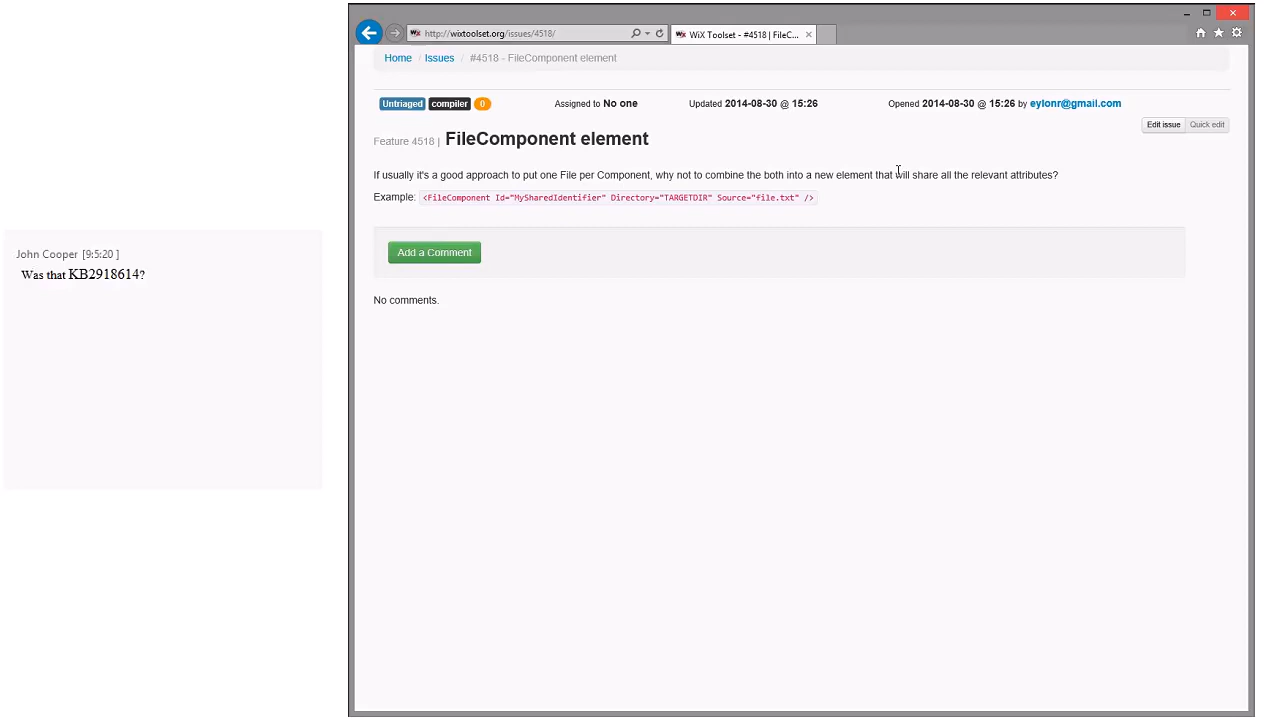 John Cooper [9:5:20 ]
Was that KB2918614?
http://wixtoolset.org/issues/4518/
WiX Toolset - #4518 | FileC...
Home / Issues / #4518 - FileComponent element
Untriaged compiler 0 Assigned to No one Updated 2014-08-30 @ 15:26 Opened 2014-08-30 @ 15:26 by eylonr@gmail.com
Edit issue Quick edit
Feature 4518 | FileComponent element
If usually it's a good approach to put one File per Component, why not to combine the both into a new element that will share all the relevant attributes?
Example: <FileComponent Id="MySharedIdentifier" Directory="TARGETDIR" Source="file.txt" />
Add a Comment
No comments.